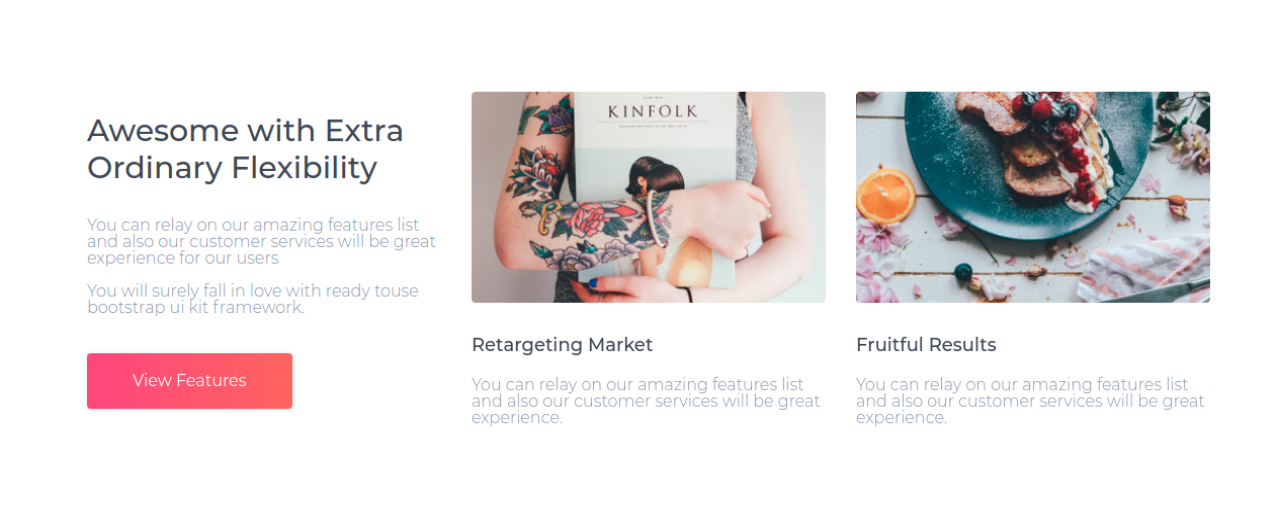 Awesome with Extra
Ordinary Flexibility
You can relay on our amazing features list
and also our customer services will be great
experience for our users
You will surely fall in love with ready touse
bootstrap ui kit framework.
View Features
KINFOLK
Retargeting Market
You can relay on our amazing features list
and also our customer services will be great
experience.
Fruitful Results
You can relay on our amazing features list
and also our customer services will be great
experience.